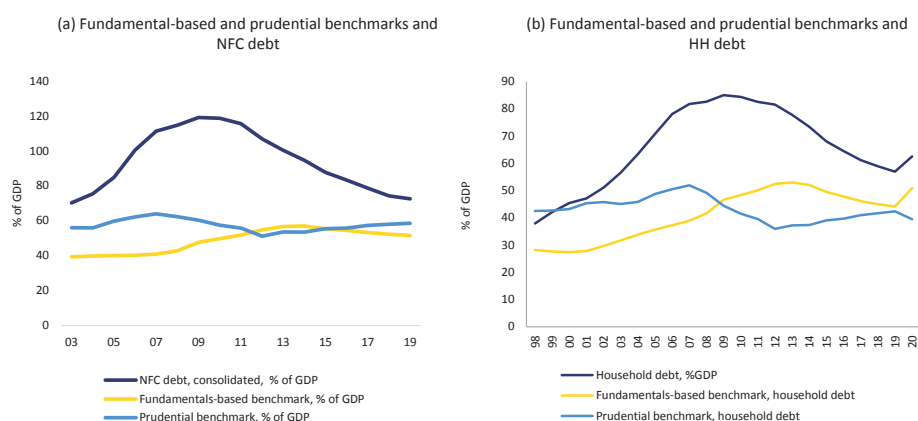 (a) Fundamental-based and prudential benchmarks and
NFC debt
140
120
100
80
60
40
20
0
% of GDP
03 05 07 09 11 13 15 17 19
NFC debt, consolidated, % of GDP
Fundamentals-based benchmark, % of GDP
Prudential benchmark, % of GDP
(b) Fundamental-based and prudential benchmarks and
HH debt
90
80
70
60
50
40
30
20
10
0
% of GDP
98 99 00 01 02 03 04 05 06 07 08 09 10 11 12 13 14 15 16 17 18 19 20
Household debt, %GDP
Fundamentals-based benchmark, household debt
Prudential benchmark, household debt